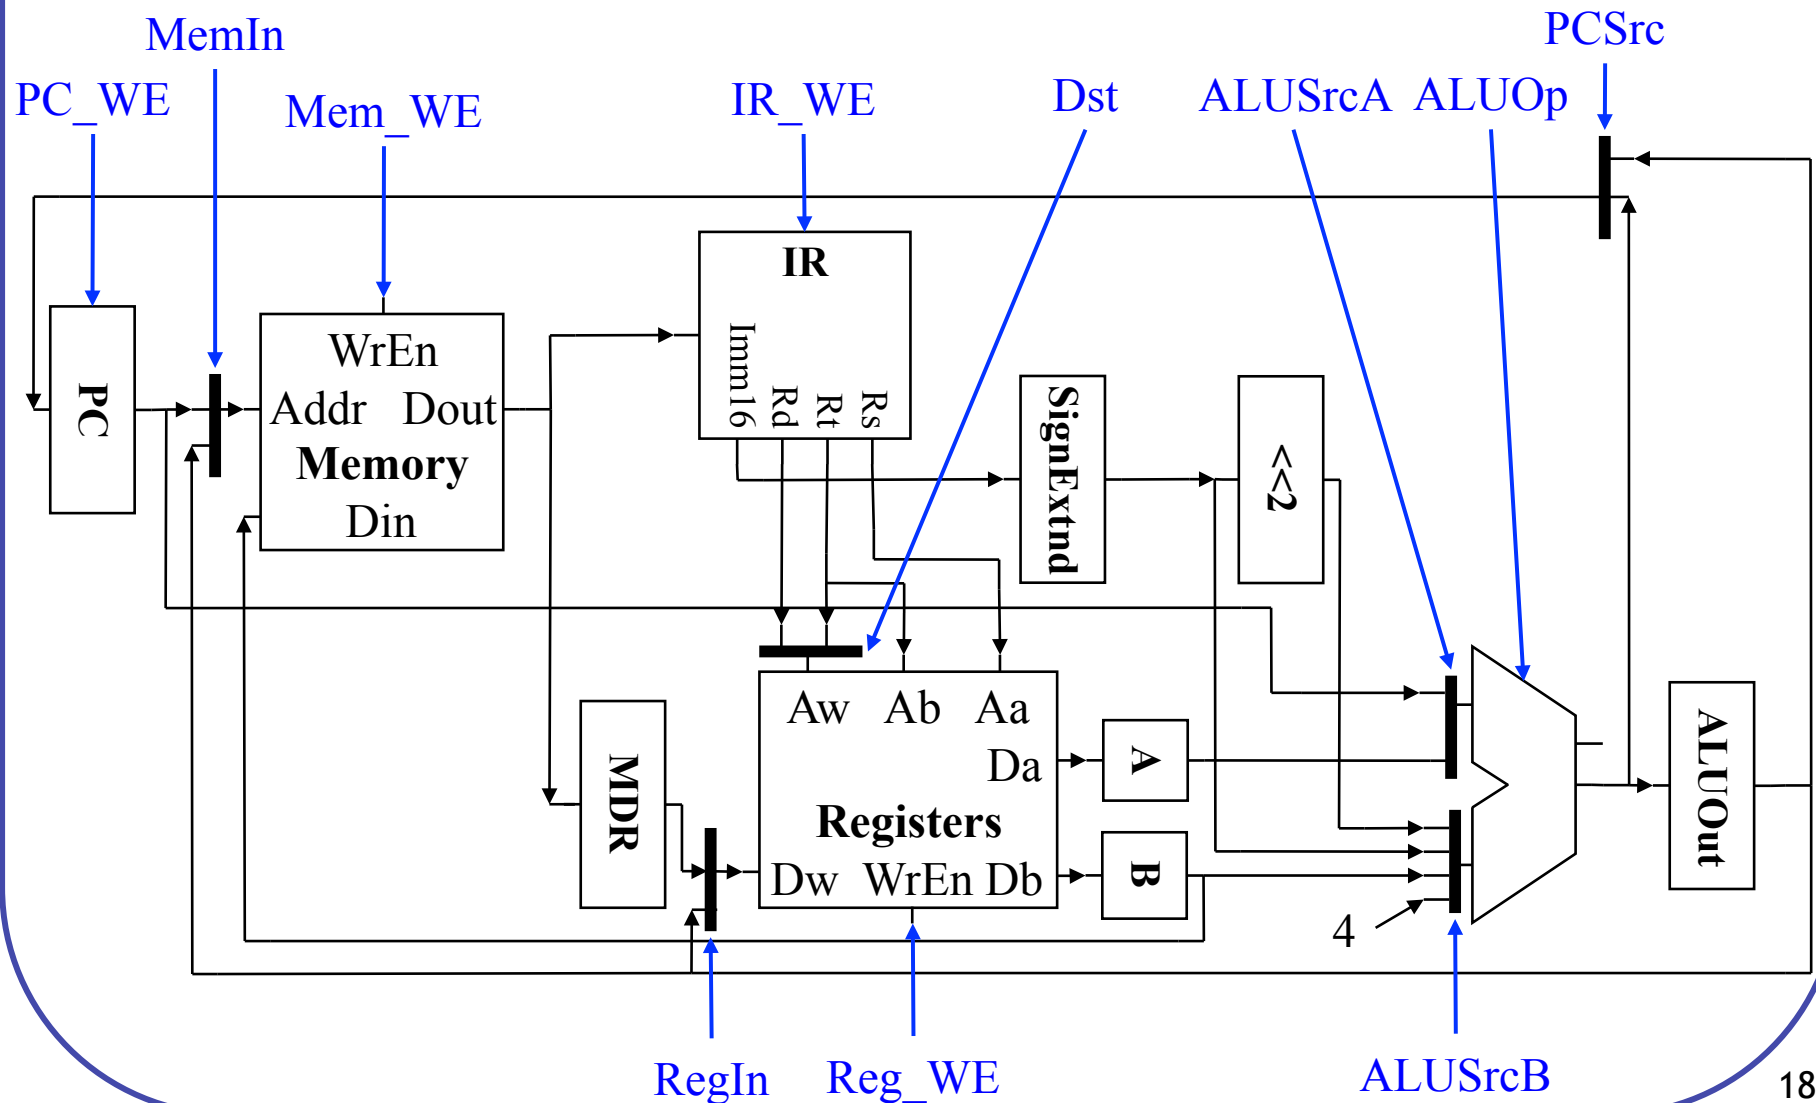 MemIn
PCSrc
PC_WE
Mem_WE
IR_WE
Dst
ALUSrcA
ALUOp
IR
Imm16
Rd
Rt
Rs
PC
WrEn
Addr Dout
Memory
Din
SignExtnd
<<2
MDR
Aw Ab Aa
Da
Registers
Dw WrEn Db
A
B
4
ALUOut
RegIn
Reg_WE
ALUSrcB
18